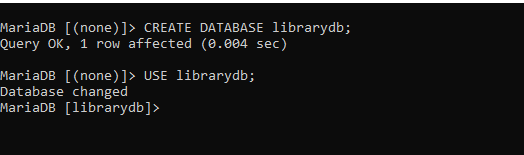 MariaDB [(none)]> CREATE DATABASE librarydb;
Query OK, 1 row affected (0.004 sec)
MariaDB [(none)]> USE librarydb;
Database changed
MariaDB [librarydb]>